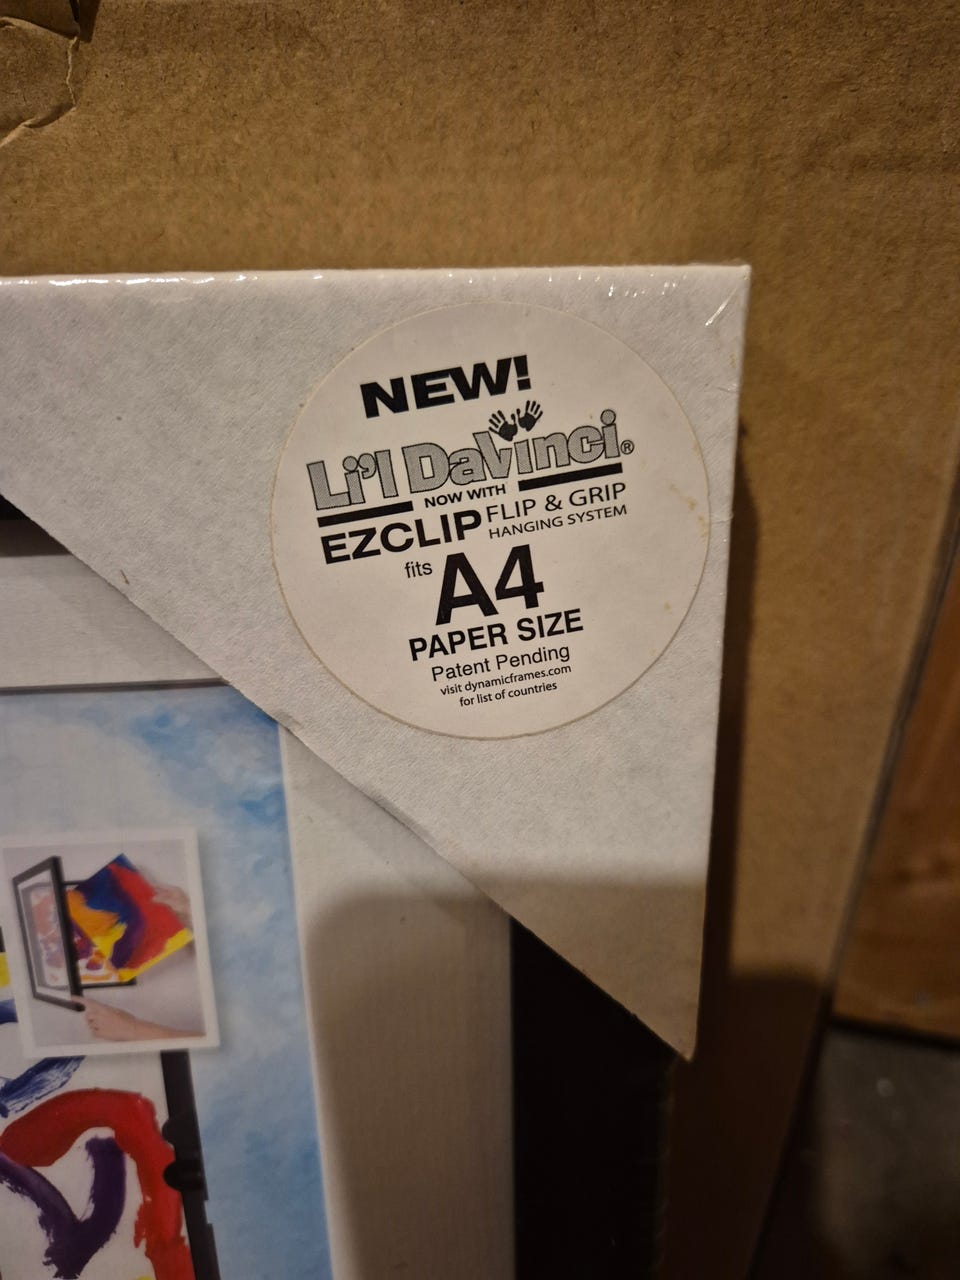 NEW!
Li'l DaVinci®
NOW WITH
EZCLIP FLIP & GRIP
HANGING SYSTEM
fits A4
PAPER SIZE
Patent Pending
visit dynamicframes.com
for list of countries